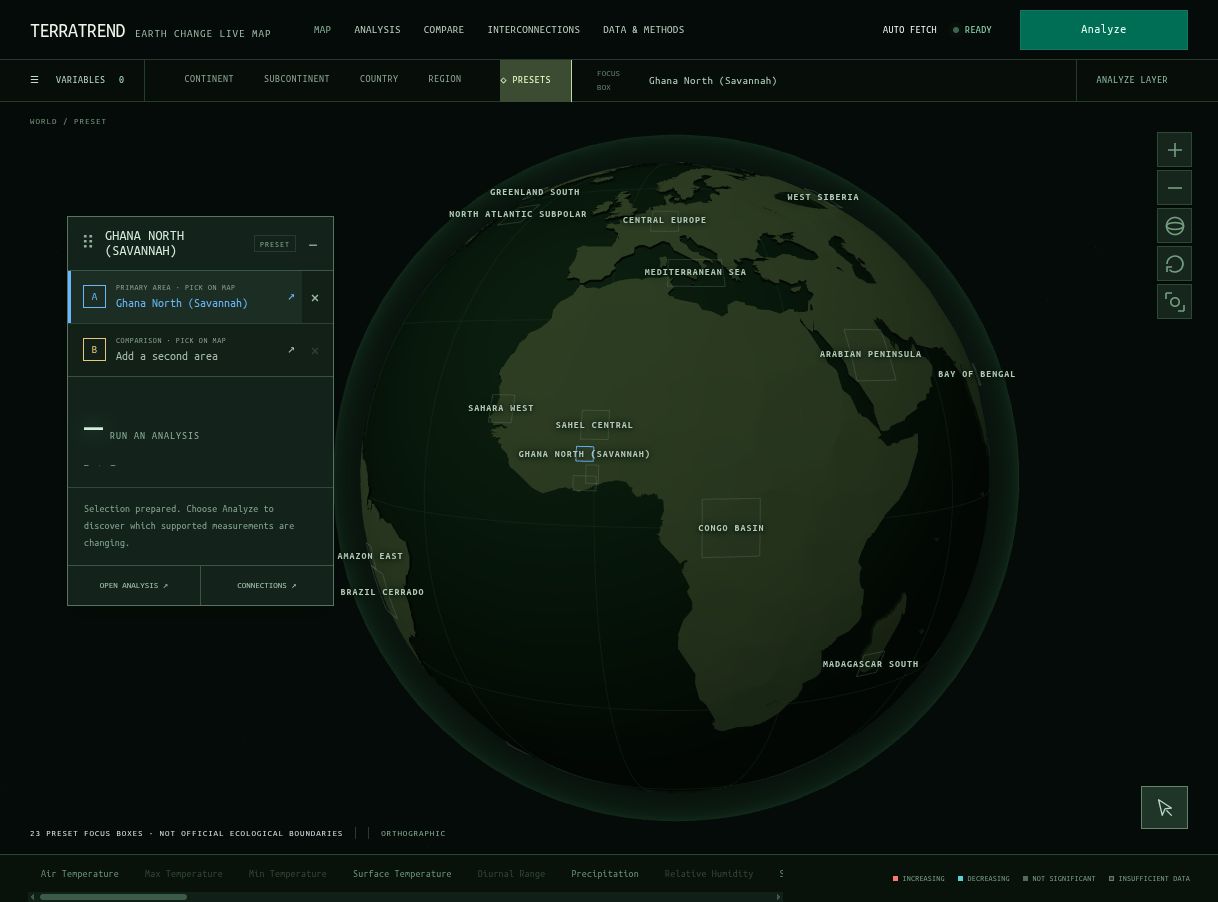 TERRATREND EARTH CHANGE LIVE MAP MAP ANALYSIS COMPARE INTERCONNECTIONS DATA & METHODS AUTO FETCH READY Analyze
☰ VARIABLES 0 CONTINENT SUBCONTINENT COUNTRY REGION ◇ PRESETS FOCUS BOX Ghana North (Savannah) ANALYZE LAYER
WORLD / PRESET
GREENLAND SOUTH
WEST SIBERIA
NORTH ATLANTIC SUBPOLAR
CENTRAL EUROPE
MEDITERRANEAN SEA
ARABIAN PENINSULA
BAY OF BENGAL
SAHARA WEST
SAHEL CENTRAL
GHANA NORTH (SAVANNAH)
CONGO BASIN
AMAZON EAST
BRAZIL CERRADO
MADAGASCAR SOUTH
GHANA NORTH
(SAVANNAH)
PRESET –
A PRIMARY AREA · PICK ON MAP
Ghana North (Savannah) ↗ ×
B COMPARISON · PICK ON MAP
Add a second area ↗ ×
— RUN AN ANALYSIS
– · –
Selection prepared. Choose Analyze to
discover which supported measurements are
changing.
OPEN ANALYSIS ↗ CONNECTIONS ↗
23 PRESET FOCUS BOXES · NOT OFFICIAL ECOLOGICAL BOUNDARIES ORTHOGRAPHIC
Air Temperature Max Temperature Min Temperature Surface Temperature Diurnal Range Precipitation Relative Humidity
INCREASING DECREASING NOT SIGNIFICANT INSUFFICIENT DATA